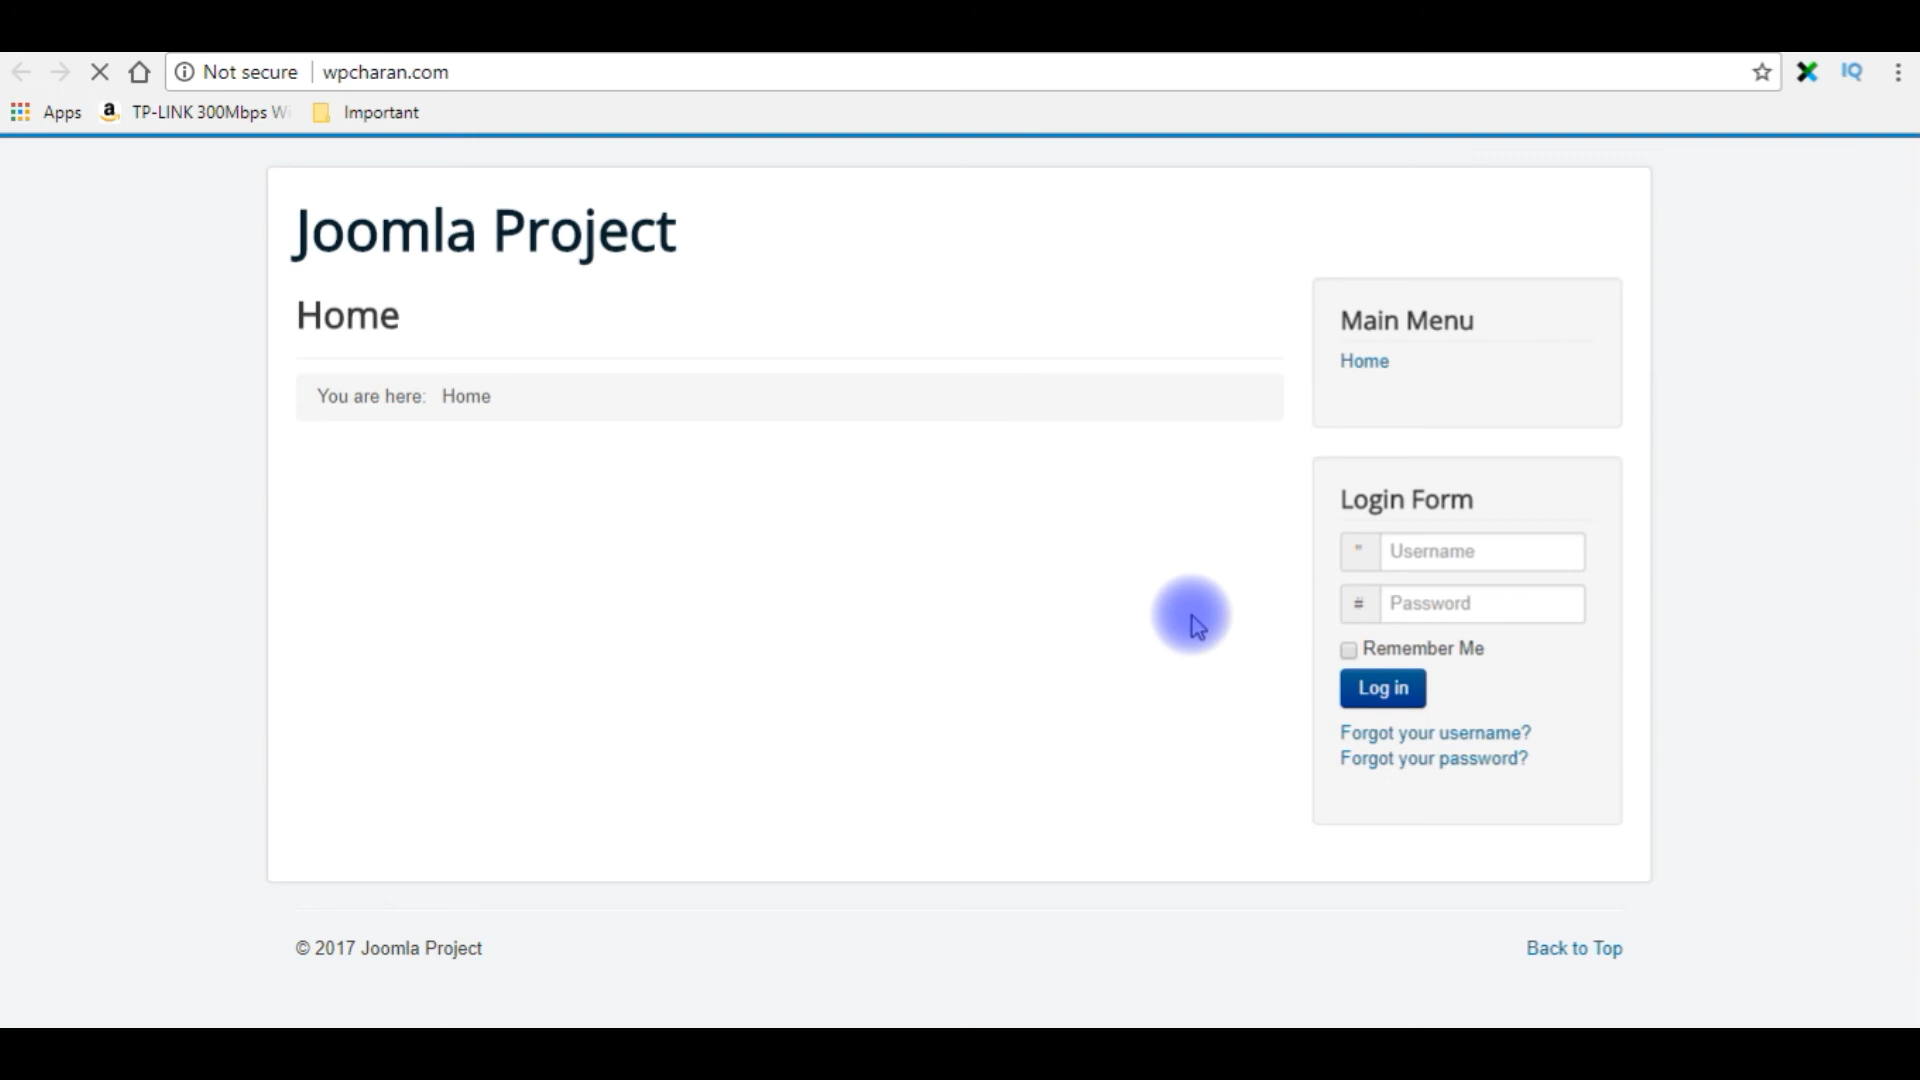 Not secure wpcharan.com IQ
Apps TP-LINK 300Mbps Wi Important
Joomla Project
Home
You are here: Home
Main Menu
Home
Login Form
" Username
# Password
Remember Me
Log in
Forgot your username?
Forgot your password?
© 2017 Joomla Project
Back to Top